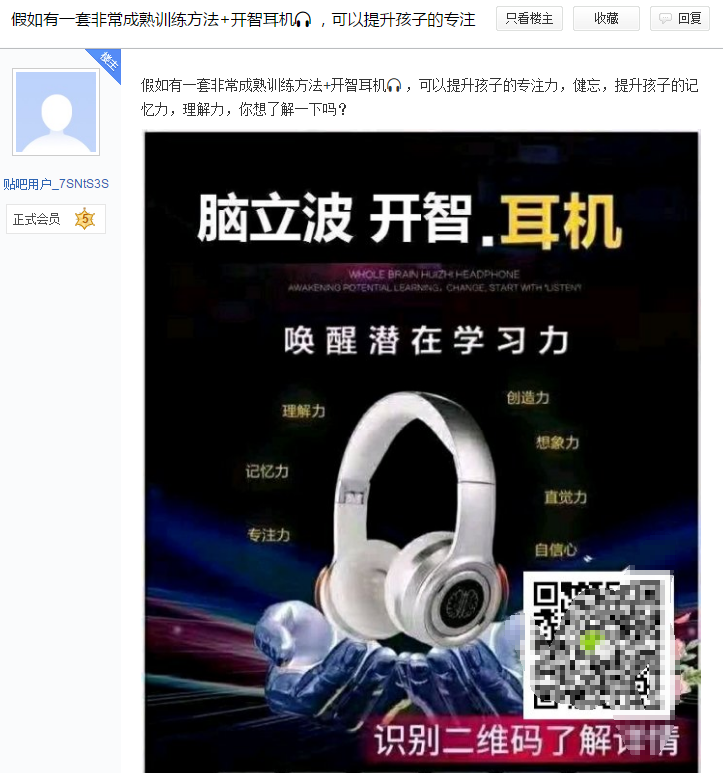 假如有一套非常成熟训练方法+开智耳机🎧，可以提升孩子的专注
只看楼主
收藏
回复
楼主
贴吧用户_7SNtS3S
正式会员 5
假如有一套非常成熟训练方法+开智耳机🎧，可以提升孩子的专注力，健忘，提升孩子的记
忆力，理解力，你想了解一下吗？
脑立波 开智.耳机
WHOLE BRAIN HUIZHI HEADPHONE
AWAKENING POTENTIAL LEARNING, CHANGE, START WITH "LISTEN"
唤醒潜在学习力
理解力
创造力
记忆力
想象力
专注力
直觉力
自信心
识别二维码了解详情